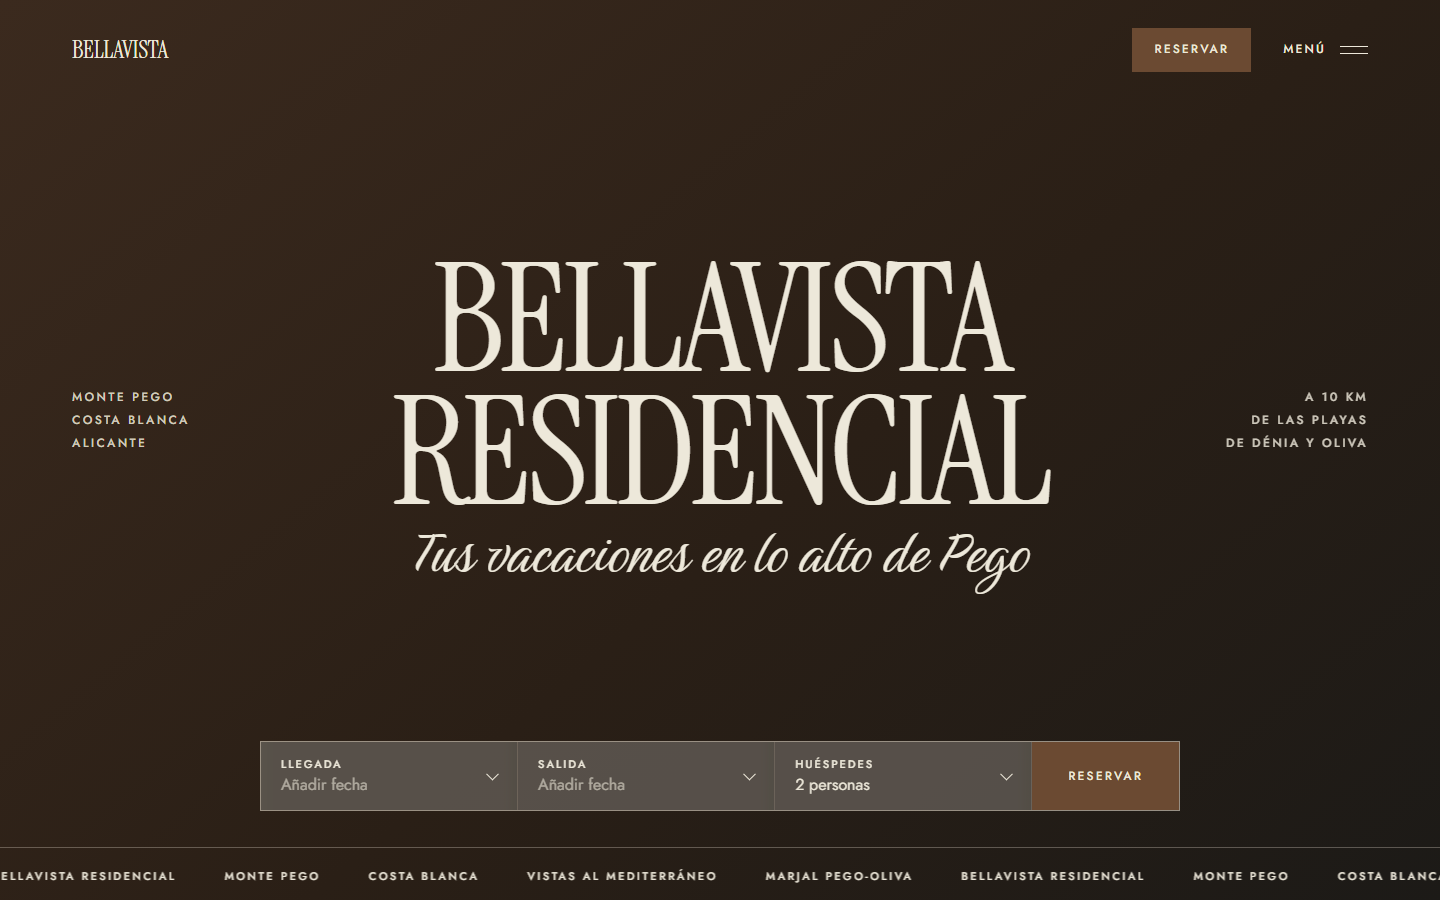 BELLAVISTA
RESERVAR
MENÚ
BELLAVISTA
RESIDENCIAL
Tus vacaciones en lo alto de Pego
MONTE PEGO
COSTA BLANCA
ALICANTE
A 10 KM
DE LAS PLAYAS
DE DÉNIA Y OLIVA
LLEGADA
Añadir fecha
SALIDA
Añadir fecha
HUÉSPEDES
2 personas
RESERVAR
ELLAVISTA RESIDENCIAL MONTE PEGO COSTA BLANCA VISTAS AL MEDITERRÁNEO MARJAL PEGO-OLIVA BELLAVISTA RESIDENCIAL MONTE PEGO COSTA BLANCA